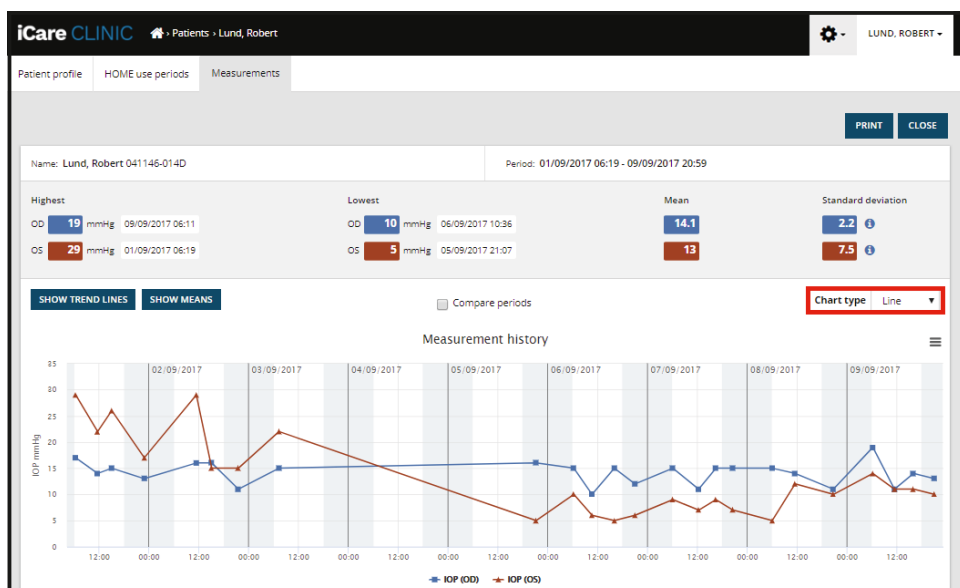 iCare CLINIC › Patients › Lund, Robert LUND, ROBERT
Patient profile HOME use periods Measurements
PRINT CLOSE
Name: Lund, Robert 041146-014D Period: 01/09/2017 06:19 - 09/09/2017 20:59
Highest Lowest Mean Standard deviation
OD 19 mmHg 09/09/2017 06:11 OD 10 mmHg 06/09/2017 10:36 14.1 2.2
OS 29 mmHg 01/09/2017 06:19 OS 5 mmHg 05/09/2017 21:07 13 7.5
SHOW TREND LINES SHOW MEANS Compare periods Chart type Line
Measurement history
35
02/09/2017 03/09/2017 04/09/2017 05/09/2017 06/09/2017 07/09/2017 08/09/2017 09/09/2017
30
25
20
IOP mmHg
15
10
5
0
12:00 00:00 12:00 00:00 12:00 00:00 12:00 00:00 12:00 00:00 12:00 00:00 12:00 00:00 12:00 00:00 12:00
IOP (OD) IOP (OS)